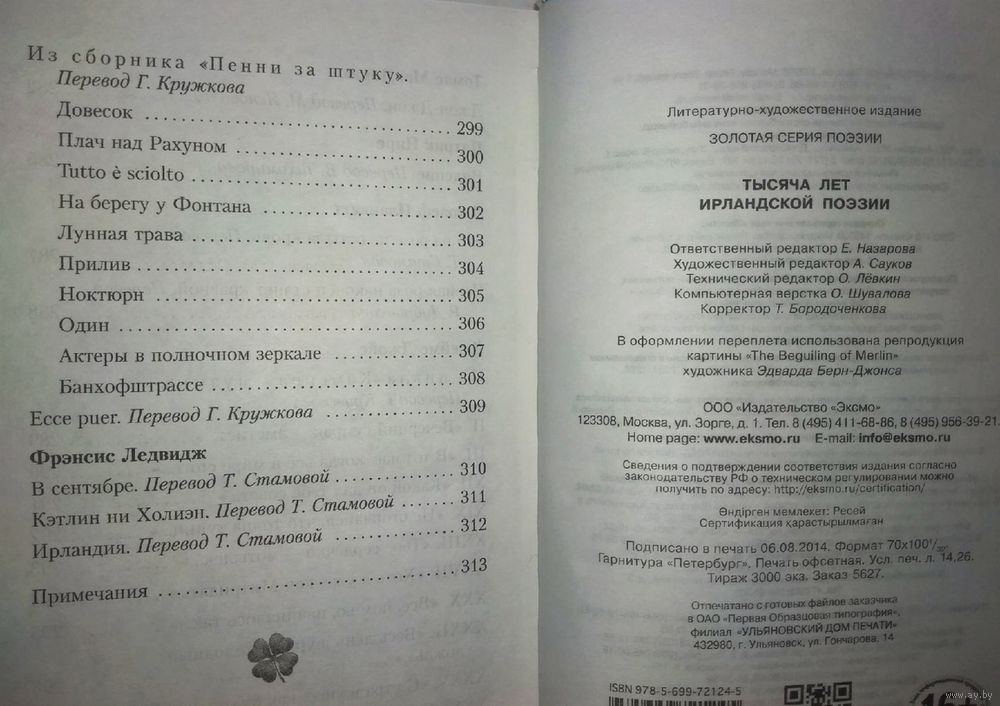 Из сборника «Пенни за штуку».
Перевод Г. Кружкова
Довесок 299
Плач над Рахуном 300
Tutto è sciolto 301
На берегу у Фонтана 302
Лунная трава 303
Прилив 304
Ноктюрн 305
Один 306
Актеры в полночном зеркале 307
Банхофштрассе 308
Ecce puer. Перевод Г. Кружкова 309
Фрэнсис Ледвидж
В сентябре. Перевод Т. Стамовой 310
Кэтлин ни Холиэн. Перевод Т. Стамовой 311
Ирландия. Перевод Т. Стамовой 312
Примечания 313
Литературно-художественное издание
ЗОЛОТАЯ СЕРИЯ ПОЭЗИИ
ТЫСЯЧА ЛЕТ
ИРЛАНДСКОЙ ПОЭЗИИ
Ответственный редактор Е. Назарова
Художественный редактор А. Сауков
Технический редактор О. Лёвкин
Компьютерная верстка О. Шувалова
Корректор Т. Бородоченкова
В оформлении переплета использована репродукция
картины «The Beguiling of Merlin»
художника Эдварда Берн-Джонса
ООО «Издательство «Эксмо»
123308, Москва, ул. Зорге, д. 1. Тел. 8 (495) 411-68-86, 8 (495) 956-39-21.
Home page: www.eksmo.ru E-mail: info@eksmo.ru
Сведения о подтверждении соответствия издания согласно
законодательству РФ о техническом регулировании можно
получить по адресу: http://eksmo.ru/certification/
Өндірген мемлекет: Ресей
Сертификация қарастырылмаған
Подписано в печать 06.08.2014. Формат 70x100 1/32.
Гарнитура «Петербург». Печать офсетная. Усл. печ. л. 14,26.
Тираж 3000 экз. Заказ 5627.
Отпечатано с готовых файлов заказчика
в ОАО «Первая Образцовая типография»,
филиал «УЛЬЯНОВСКИЙ ДОМ ПЕЧАТИ»
432980, г. Ульяновск, ул. Гончарова, 14
ISBN 978-5-699-72124-5
16+
www.ay.by